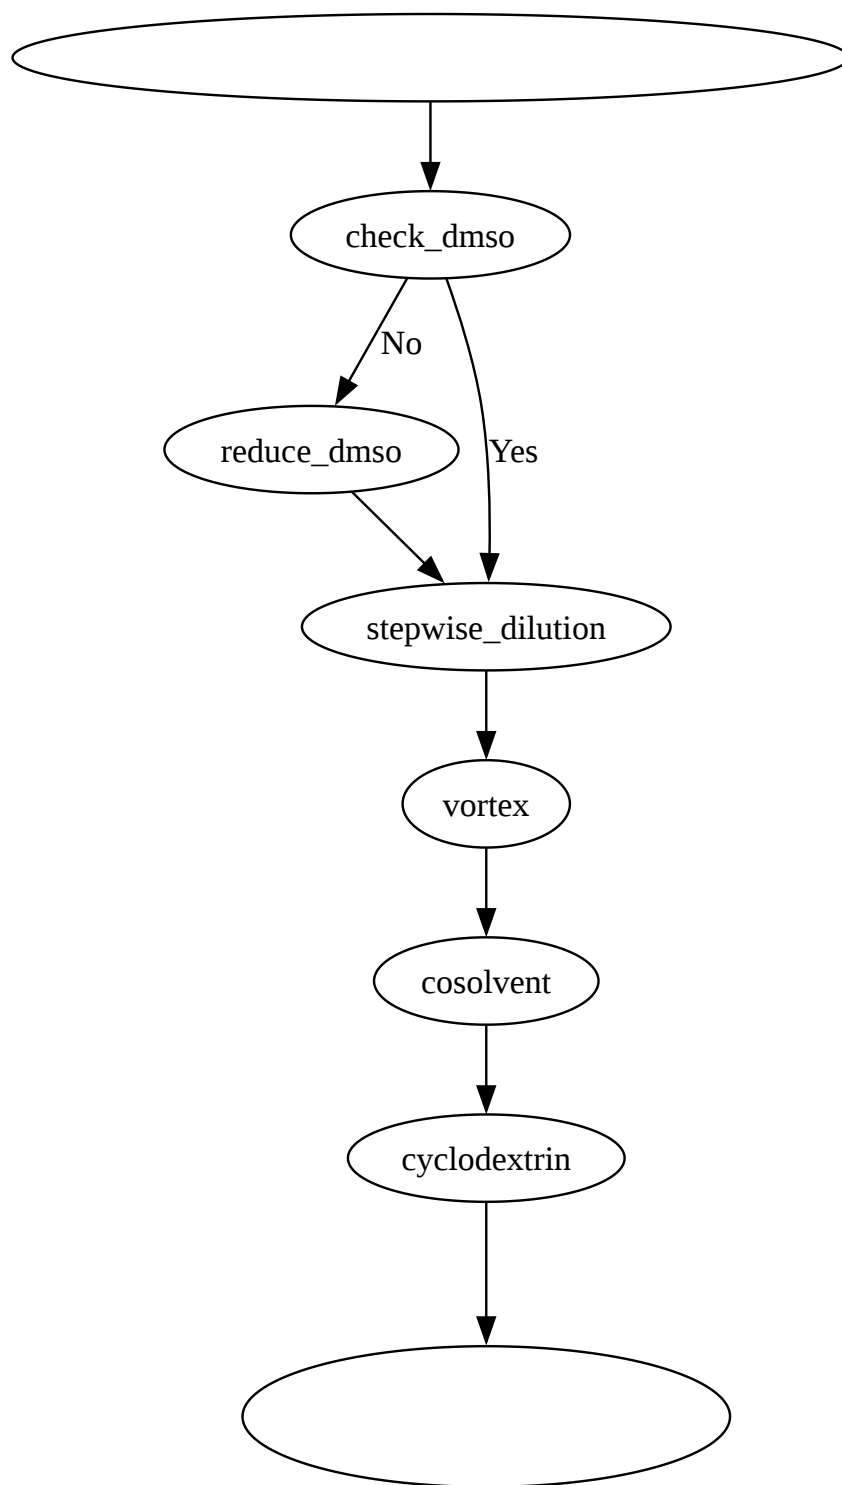 check_dmso
No
reduce_dmso
Yes
stepwise_dilution
vortex
cosolvent
cyclodextrin